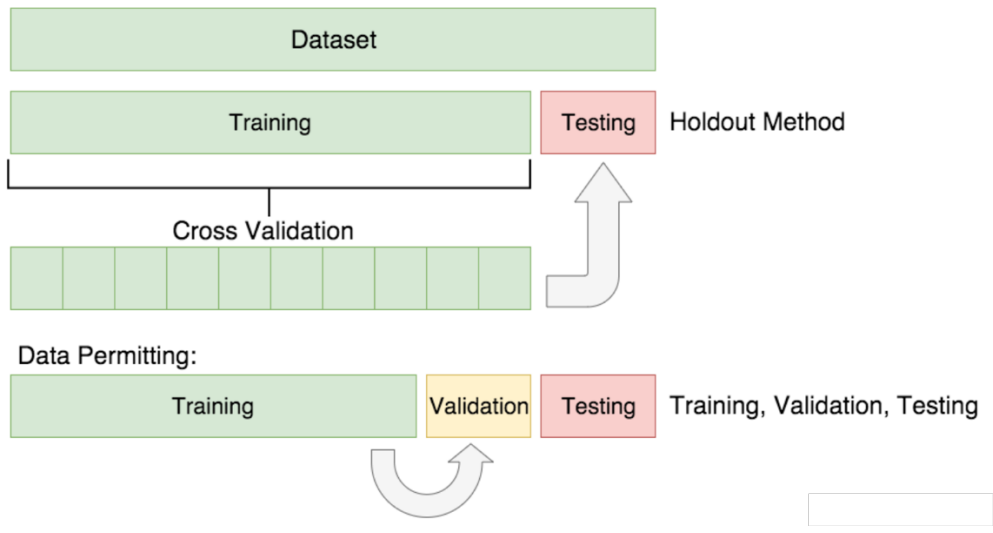 Dataset
Training
Testing
Holdout Method
Cross Validation
Data Permitting:
Training
Validation
Testing
Training, Validation, Testing